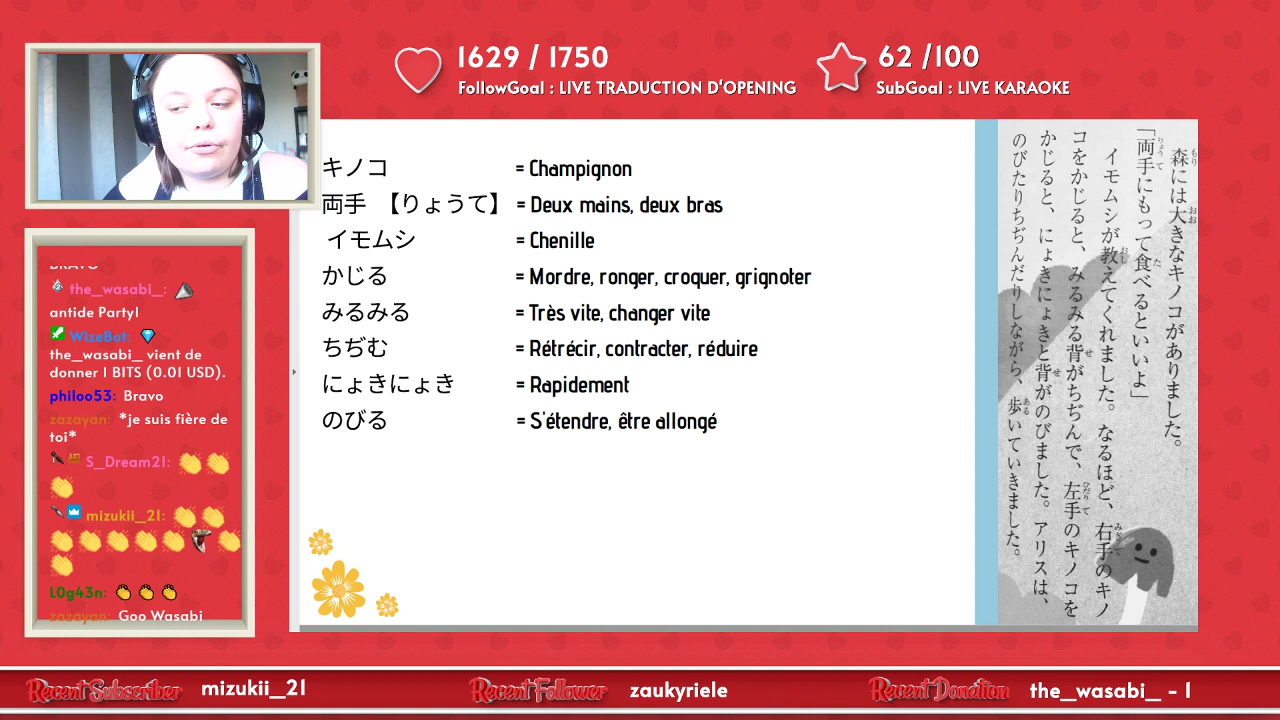 1629 / 1750
FollowGoal : LIVE TRADUCTION D'OPENING
62 /100
SubGoal : LIVE KARAOKE
キノコ = Champignon
両手 【りょうて】 = Deux mains, deux bras
イモムシ = Chenille
かじる = Mordre, ronger, croquer, grignoter
みるみる = Très vite, changer vite
ちぢむ = Rétrécir, contracter, réduire
にょきにょき = Rapidement
のびる = S'étendre, être allongé
森には大きなキノコがありました。
「両手にもって食べるといいよ」
イモムシが教えてくれました。なるほど、右手のキノ
コをかじると、みるみる背がちぢんで、左手のキノコを
かじると、にょきにょきと背がのびました。アリスは、
のびたりちぢんだりしながら、歩いていきました。
BRAVO
the_wasabi_:
antide Party1
WizeBot:
the_wasabi_ vient de
donner 1 BITS (0.01 USD).
philoo53: Bravo
zazayan: *je suis fière de
toi*
S_Dream21:
mizukii_21:
L0g43n:
zazayan: Goo Wasabi
Recent Subscriber mizukii_21
Recent Follower zaukyriele
Recent Donation the_wasabi_ - 1